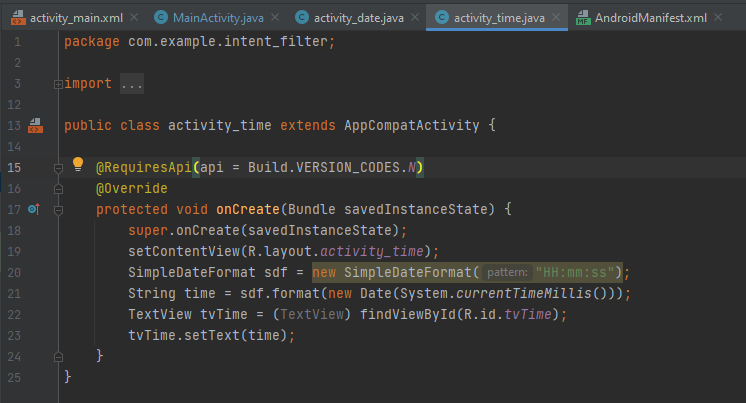 activity_main.xml × MainActivity.java × activity_date.java × activity_time.java × AndroidManifest.xml ×
1 package com.example.intent_filter;
2
3 import ...
12
13 public class activity_time extends AppCompatActivity {
14
15 @RequiresApi(api = Build.VERSION_CODES.N)
16 @Override
17 protected void onCreate(Bundle savedInstanceState) {
18 super.onCreate(savedInstanceState);
19 setContentView(R.layout.activity_time);
20 SimpleDateFormat sdf = new SimpleDateFormat( pattern: "HH:mm:ss");
21 String time = sdf.format(new Date(System.currentTimeMillis()));
22 TextView tvTime = (TextView) findViewById(R.id.tvTime);
23 tvTime.setText(time);
24 }
25 }